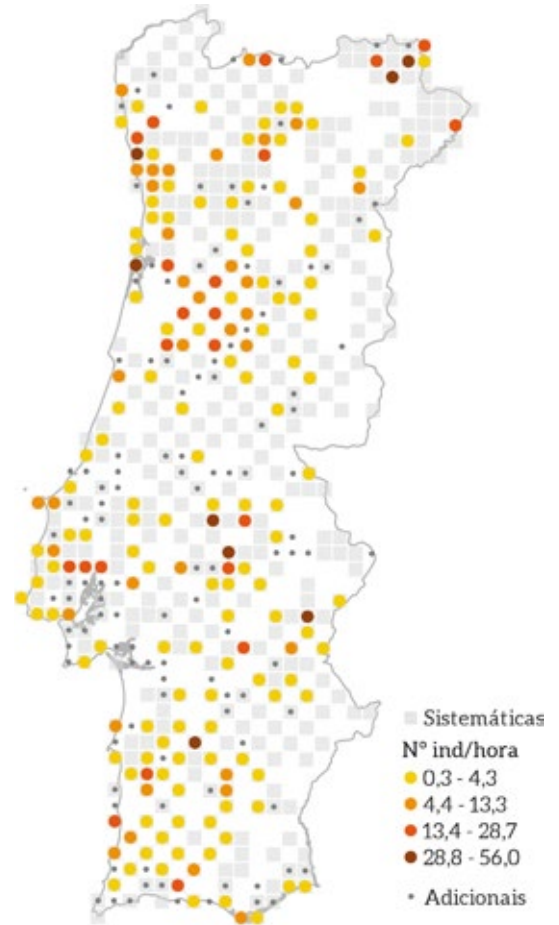 Sistemáticas
N° ind/hora
0,3 - 4,3
4,4 - 13,3
13,4 - 28,7
28,8 - 56,0
Adicionais